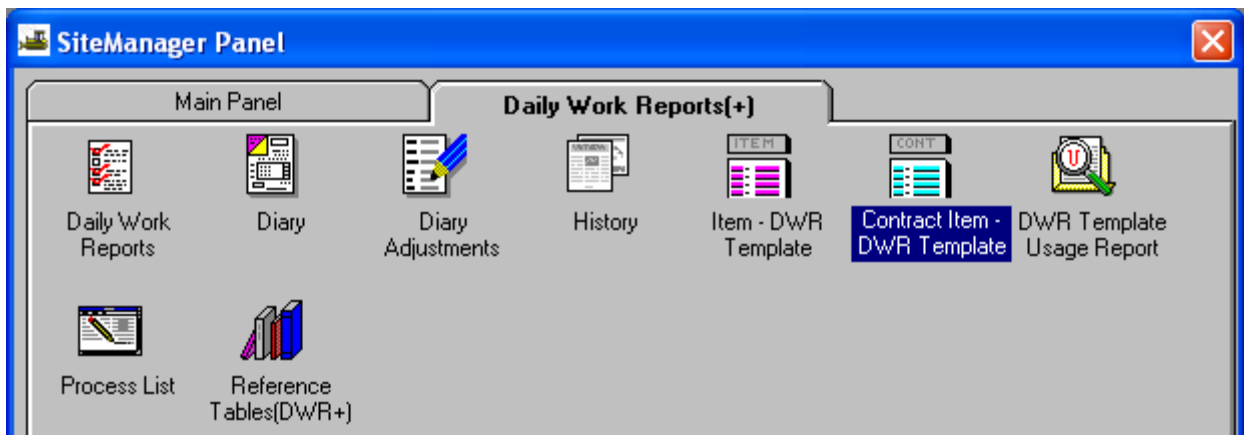 SiteManager Panel
Main Panel
Daily Work Reports(+)
ITEM
CONT
U
Daily Work
Reports
Diary
Diary
Adjustments
History
Item - DWR
Template
Contract Item -
DWR Template
DWR Template
Usage Report
Process List
Reference
Tables(DWR+)